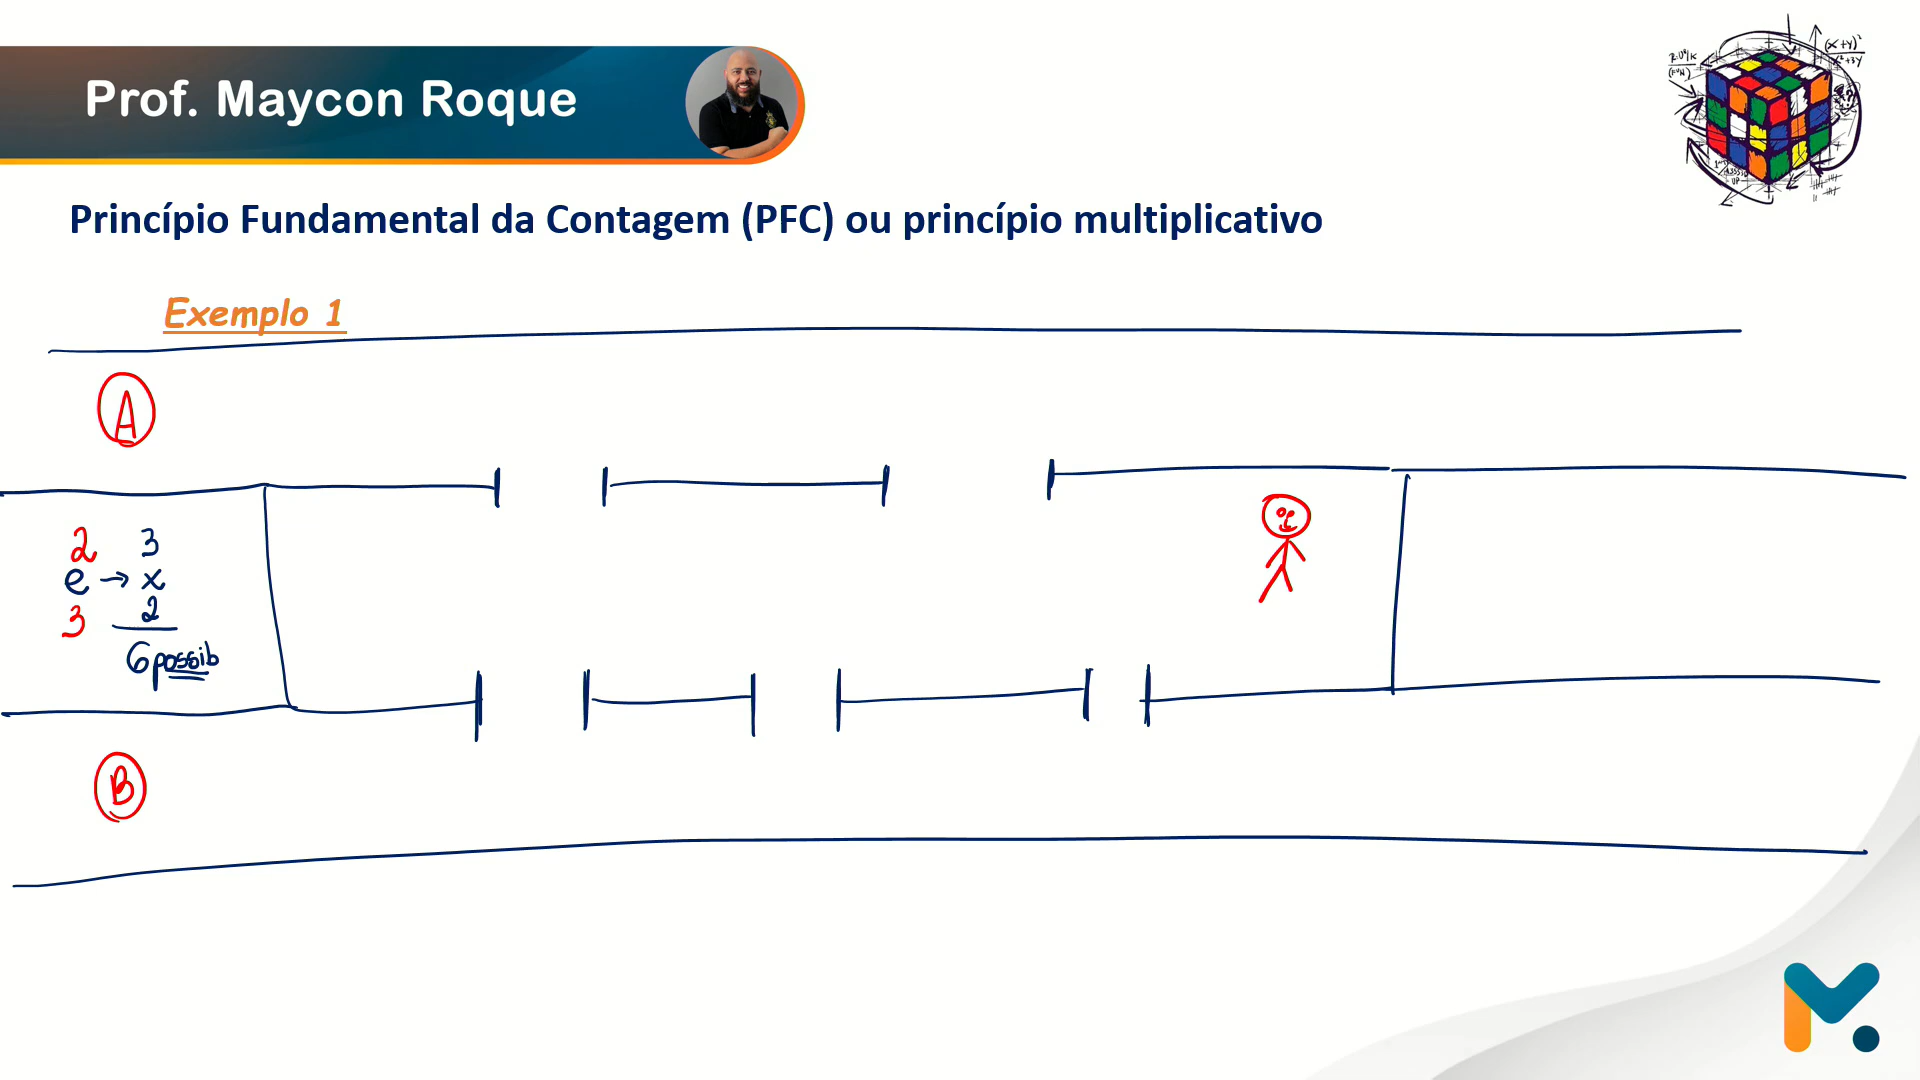 Prof. Maycon Roque
Princípio Fundamental da Contagem (PFC) ou princípio multiplicativo
Exemplo 1
A
2 3
e → x
3 2
6 possib
B